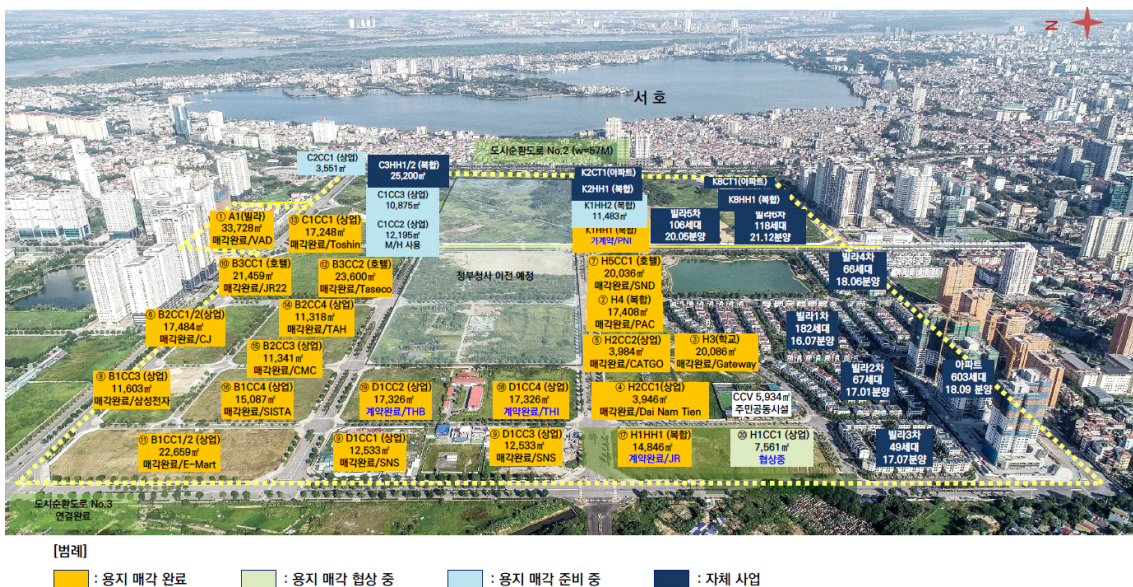 N
서 호
도시순환도로 No.2 (w=57M)
C2CC1 (상업)
3,551㎡
C3HH1/2 (복합)
25,200㎡
C1CC3 (상업)
10,875㎡
C1CC2 (상업)
12,195㎡
M/H 사용
K2CT1(아파트)
K2HH1 (복합)
K1HH2 (복합)
11,483㎡
K1HH1 (복합)
가계약/PNI
K8CT1(아파트)
K8HH1 (복합)
빌라5차
106세대
20.05분양
빌라6차
118세대
21.12분양
① A1(빌라)
33,728㎡
매각완료/VAD
⑬ C1CC1 (상업)
17,248㎡
매각완료/Toshin
⑩ B3CC1 (호텔)
21,459㎡
매각완료/JR22
⑫ B3CC2 (호텔)
23,600㎡
매각완료/Taseco
정부청사 이전 예정
⑦ H5CC1 (호텔)
20,036㎡
매각완료/SND
빌라4차
66세대
18.06분양
⑥ B2CC1/2(상업)
17,484㎡
매각완료/CJ
⑭ B2CC4 (상업)
11,318㎡
매각완료/TAH
② H4 (복합)
17,408㎡
매각완료/PAC
빌라1차
182세대
16.07분양
⑮ B2CC3 (상업)
11,341㎡
매각완료/CMC
⑤ H2CC2(상업)
3,984㎡
매각완료/CATGO
③ H3(학교)
20,086㎡
매각완료/Gateway
⑧ B1CC3 (상업)
11,603㎡
매각완료/삼성전자
⑯ B1CC4 (상업)
15,087㎡
매각완료/SISTA
⑲ D1CC2 (상업)
17,326㎡
계약완료/THB
⑱ D1CC4 (상업)
17,326㎡
계약완료/THI
④ H2CC1(상업)
3,946㎡
매각완료/Dai Nam Tien
CCV 5,934㎡
주민공동시설
빌라2차
67세대
17.01분양
아파트
603세대
18.09 분양
⑪ B1CC1/2 (상업)
22,659㎡
매각완료/E-Mart
⑨ D1CC1 (상업)
12,533㎡
매각완료/SNS
⑨ D1CC3 (상업)
12,533㎡
매각완료/SNS
⑰ H1HH1 (복합)
14,846㎡
계약완료/JR
⑳ H1CC1 (상업)
7,561㎡
협상중
빌라3차
49세대
17.07분양
도시순환도로 No.3
연결완료
[범례]
: 용지 매각 완료
: 용지 매각 협상 중
: 용지 매각 준비 중
: 자체 사업